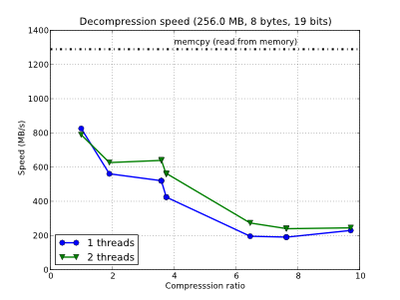 Decompression speed (256.0 MB, 8 bytes, 19 bits)
1400
1200
1000
800
600
400
200
0
Speed (MB/s)
memcpy (read from memory)
1 threads
2 threads
0 2 4 6 8 10
Compresssion ratio